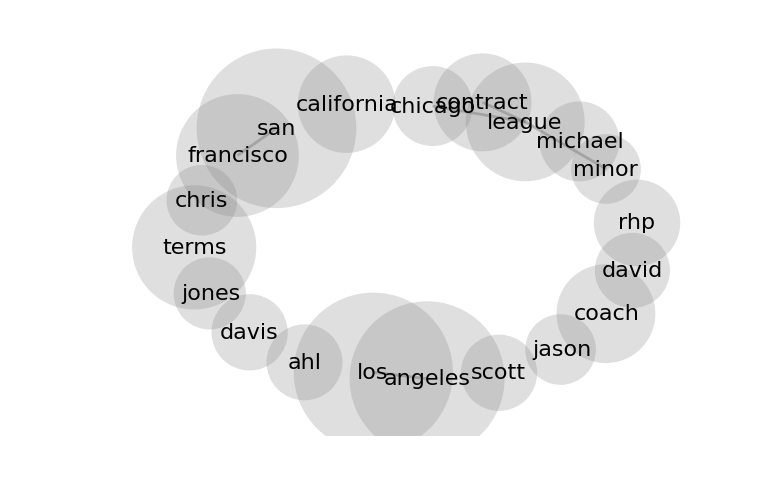 contract
california
chicago
league
san
michael
francisco
minor
chris
rhp
terms
david
jones
coach
davis
jason
ahl
los
scott
angeles